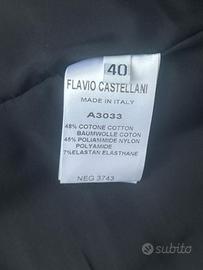 40
FLAVIO CASTELLANI
MADE IN ITALY
A3033
48% COTONE COTTON
BAUMWOLLE COTON
45% POLIAMMIDE NYLON
POLYAMIDE
7%ELASTAN ELASTHANE
NEG 3743
subito